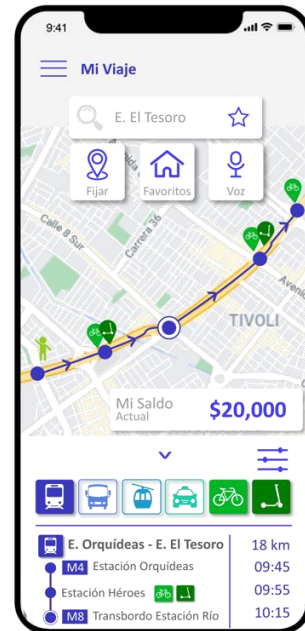 9:41
Mi Viaje
E. El Tesoro
Fijar
Favoritos
Voz
Avenida
Calle 8 Sur
Carrera 36
Aveni
TIVOLI
Mi Saldo
Actual
$20,000
E. Orquídeas - E. El Tesoro 18 km
M4 Estación Orquídeas 09:45
Estación Héroes 09:55
M8 Transbordo Estación Río 10:15